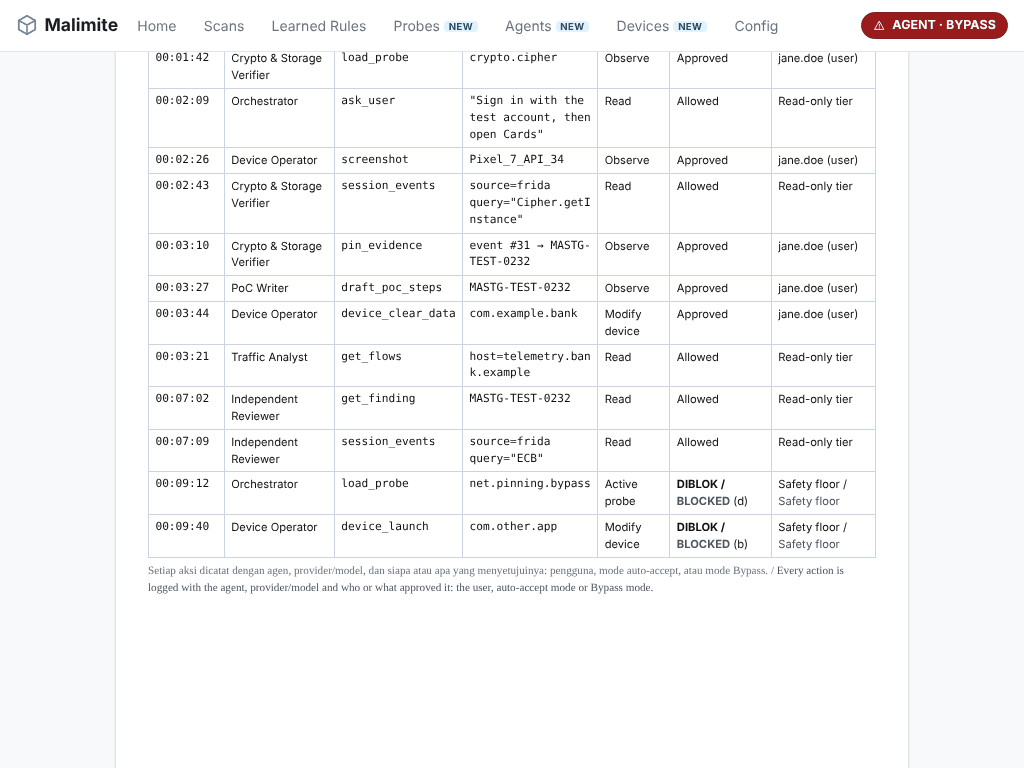 Malimite Home Scans Learned Rules Probes NEW Agents NEW Devices NEW Config ⚠ AGENT · BYPASS
00:01:42 Crypto & Storage load_probe crypto.cipher Observe Approved jane.doe (user)
Verifier
00:02:09 Orchestrator ask_user "Sign in with the Read Allowed Read-only tier
test account, then
open Cards"
00:02:26 Device Operator screenshot Pixel_7_API_34 Observe Approved jane.doe (user)
00:02:43 Crypto & Storage session_events source=frida Read Allowed Read-only tier
Verifier query="Cipher.getI
nstance"
00:03:10 Crypto & Storage pin_evidence event #31 → MASTG- Observe Approved jane.doe (user)
Verifier TEST-0232
00:03:27 PoC Writer draft_poc_steps MASTG-TEST-0232 Observe Approved jane.doe (user)
00:03:44 Device Operator device_clear_data com.example.bank Modify Approved jane.doe (user)
device
00:03:21 Traffic Analyst get_flows host=telemetry.ban Read Allowed Read-only tier
k.example
00:07:02 Independent get_finding MASTG-TEST-0232 Read Allowed Read-only tier
Reviewer
00:07:09 Independent session_events source=frida Read Allowed Read-only tier
Reviewer query="ECB"
00:09:12 Orchestrator load_probe net.pinning.bypass Active DIBLOK / Safety floor /
probe BLOCKED (d) Safety floor
00:09:40 Device Operator device_launch com.other.app Modify DIBLOK / Safety floor /
device BLOCKED (b) Safety floor
Setiap aksi dicatat dengan agen, provider/model, dan siapa atau apa yang menyetujuinya: pengguna, mode auto-accept, atau mode Bypass. / Every action is
logged with the agent, provider/model and who or what approved it: the user, auto-accept mode or Bypass mode.